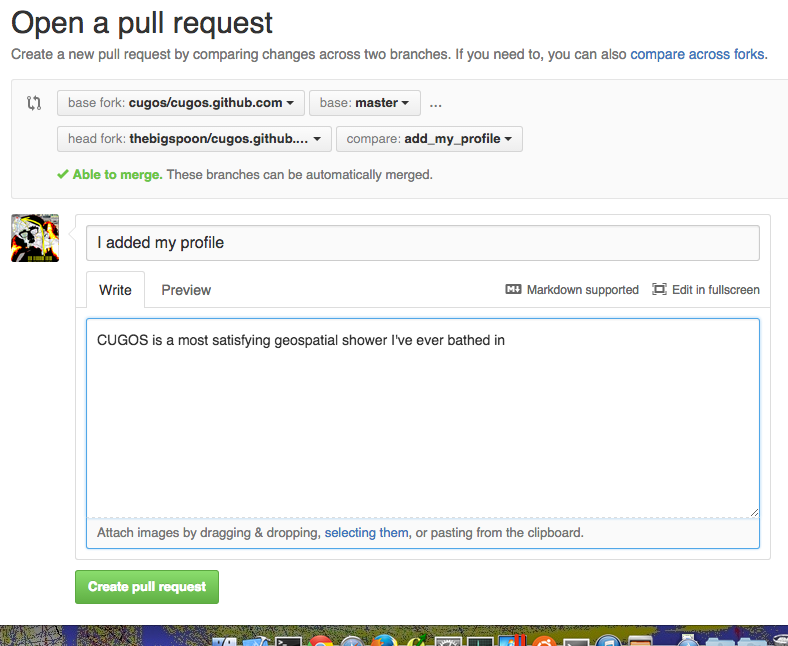 Open a pull request
Create a new pull request by comparing changes across two branches. If you need to, you can also compare across forks.
base fork: cugos/cugos.github.com base: master ...
head fork: thebigspoon/cugos.github.... compare: add_my_profile
Able to merge. These branches can be automatically merged.
I added my profile
Write Preview Markdown supported Edit in fullscreen
CUGOS is a most satisfying geospatial shower I've ever bathed in
Attach images by dragging & dropping, selecting them, or pasting from the clipboard.
Create pull request